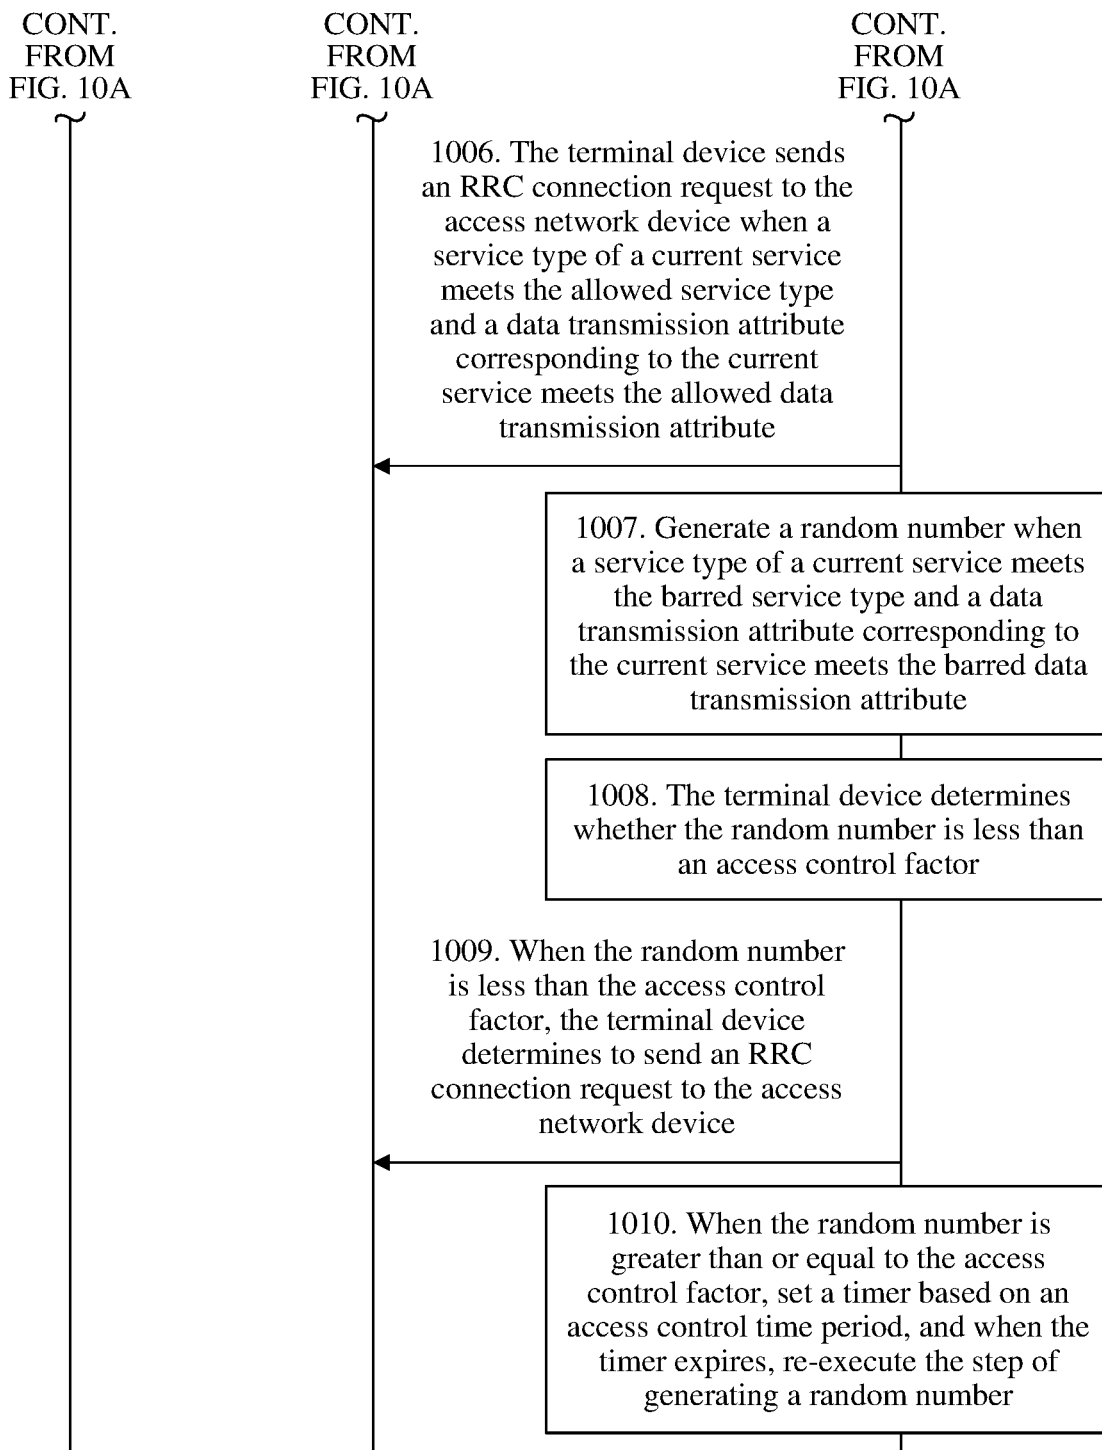 CONT.
FROM
FIG. 10A
CONT.
FROM
FIG. 10A
CONT.
FROM
FIG. 10A
1006. The terminal device sends
an RRC connection request to the
access network device when a
service type of a current service
meets the allowed service type
and a data transmission attribute
corresponding to the current
service meets the allowed data
transmission attribute
1007. Generate a random number when
a service type of a current service meets
the barred service type and a data
transmission attribute corresponding to
the current service meets the barred data
transmission attribute
1008. The terminal device determines
whether the random number is less than
an access control factor
1009. When the random number
is less than the access control
factor, the terminal device
determines to send an RRC
connection request to the access
network device
1010. When the random number is
greater than or equal to the access
control factor, set a timer based on an
access control time period, and when the
timer expires, re-execute the step of
generating a random number